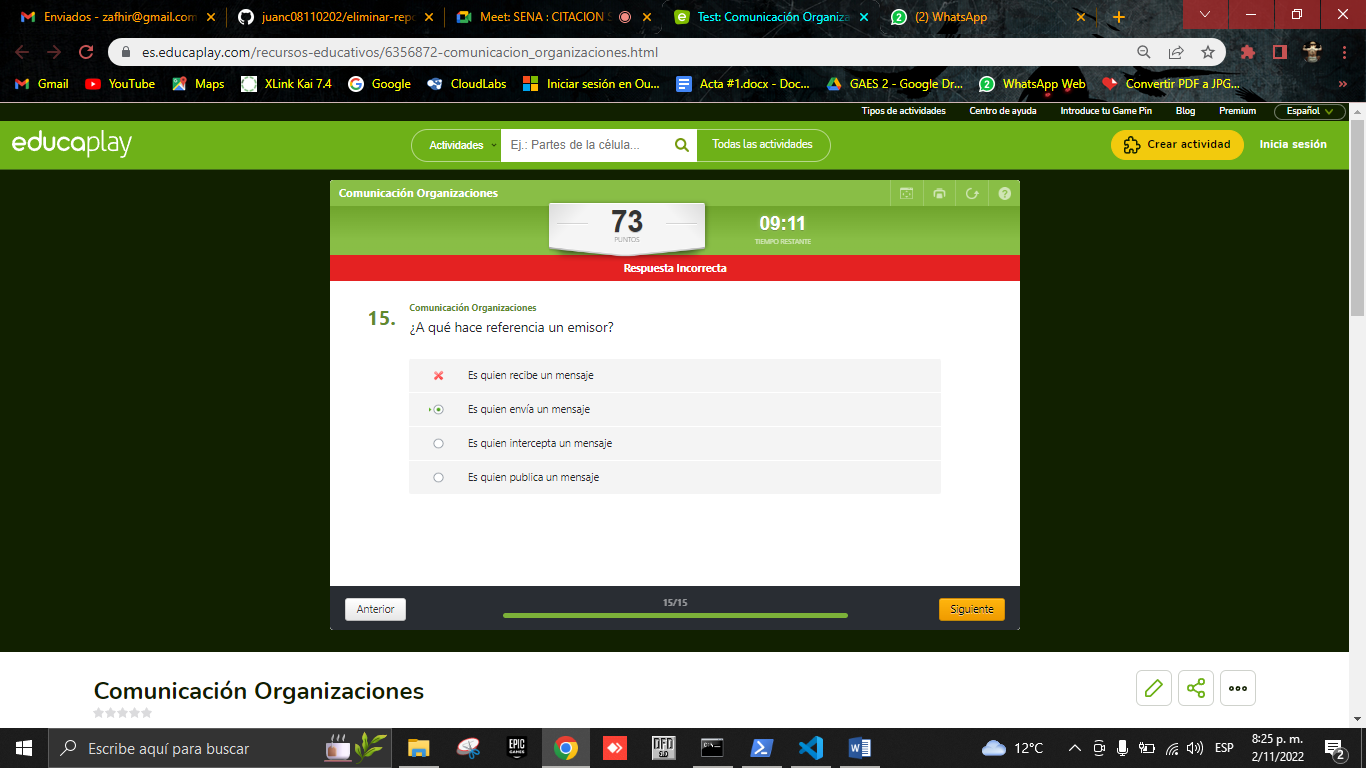 Enviados - zafhir@gmail.com
juanc08110202/eliminar-repo
Meet: SENA : CITACION S
Test: Comunicación Organiza
(2) WhatsApp
es.educaplay.com/recursos-educativos/6356872-comunicacion_organizaciones.html
Gmail
YouTube
Maps
XLink Kai 7.4
Google
CloudLabs
Iniciar sesión en Ou...
Acta #1.docx - Doc...
GAES 2 - Google Dr...
WhatsApp Web
Convertir PDF a JPG...
Tipos de actividades
Centro de ayuda
Introduce tu Game Pin
Blog
Premium
Español
educaplay
Actividades
Ej.: Partes de la célula...
Todas las actividades
Crear actividad
Inicia sesión
Comunicación Organizaciones
73
PUNTOS
09:11
TIEMPO RESTANTE
Respuesta Incorrecta
15.
Comunicación Organizaciones
¿A qué hace referencia un emisor?
Es quien recibe un mensaje
Es quien envía un mensaje
Es quien intercepta un mensaje
Es quien publica un mensaje
Anterior
15/15
Siguiente
Comunicación Organizaciones
Escribe aquí para buscar
EPIC GAMES
12°C
ESP
8:25 p. m.
2/11/2022
2